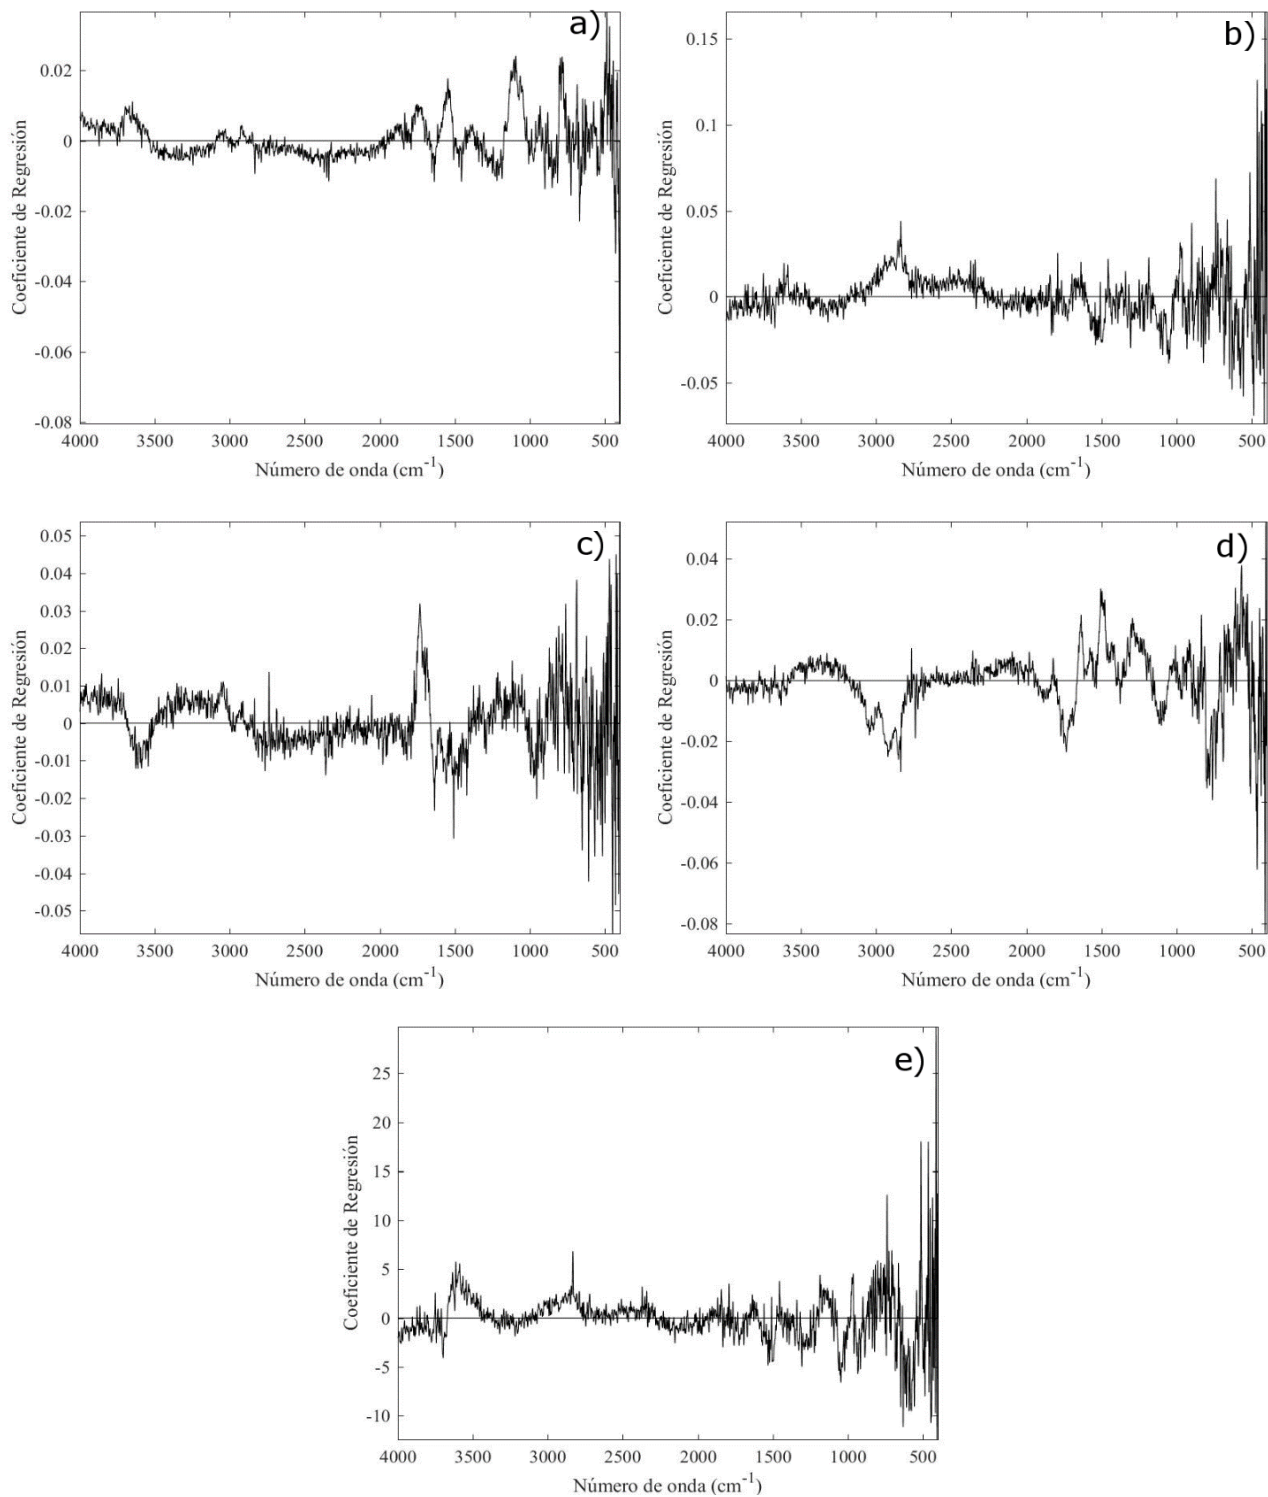 a)
0.02
0
-0.02
-0.04
-0.06
-0.08
4000 3500 3000 2500 2000 1500 1000 500
Número de onda (cm-1)
Coeficiente de Regresión
b)
0.15
0.1
0.05
0
-0.05
4000 3500 3000 2500 2000 1500 1000 500
Número de onda (cm-1)
Coeficiente de Regresión
c)
0.05
0.04
0.03
0.02
0.01
0
-0.01
-0.02
-0.03
-0.04
-0.05
4000 3500 3000 2500 2000 1500 1000 500
Número de onda (cm-1)
Coeficiente de Regresión
d)
0.04
0.02
0
-0.02
-0.04
-0.06
-0.08
4000 3500 3000 2500 2000 1500 1000 500
Número de onda (cm-1)
Coeficiente de Regresión
e)
25
20
15
10
5
0
-5
-10
4000 3500 3000 2500 2000 1500 1000 500
Número de onda (cm-1)
Coeficiente de Regresión